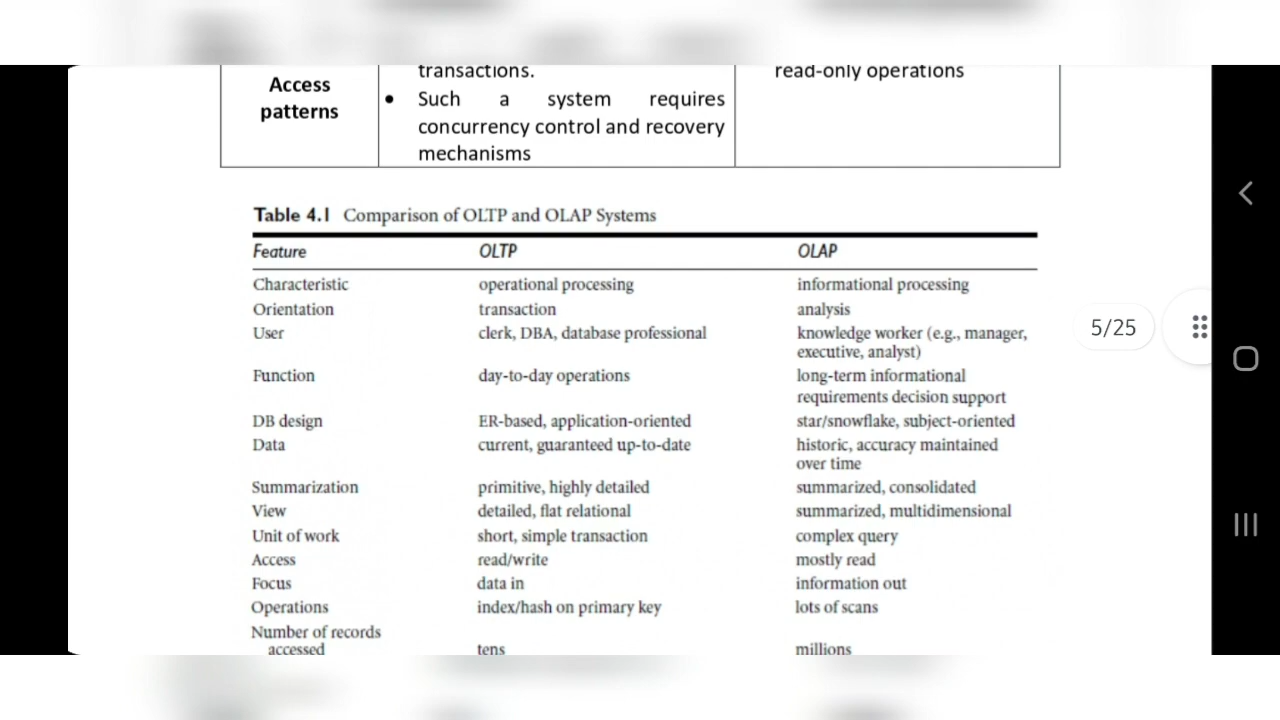 transactions.
read-only operations
Access
patterns
• Such a system requires
concurrency control and recovery
mechanisms
Table 4.1 Comparison of OLTP and OLAP Systems
Feature OLTP OLAP
Characteristic operational processing informational processing
Orientation transaction analysis
User clerk, DBA, database professional knowledge worker (e.g., manager,
executive, analyst)
Function day-to-day operations long-term informational
requirements decision support
DB design ER-based, application-oriented star/snowflake, subject-oriented
Data current, guaranteed up-to-date historic, accuracy maintained
over time
Summarization primitive, highly detailed summarized, consolidated
View detailed, flat relational summarized, multidimensional
Unit of work short, simple transaction complex query
Access read/write mostly read
Focus data in information out
Operations index/hash on primary key lots of scans
Number of records
accessed tens millions
5/25